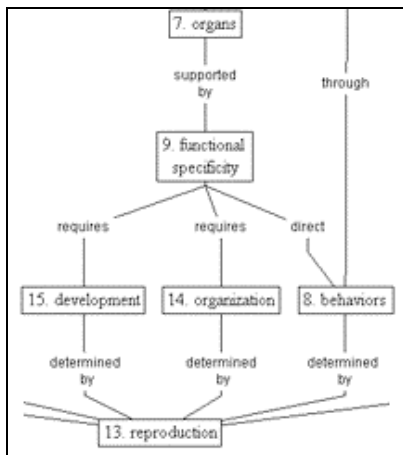 7. organs
supported
by
through
9. functional
specificity
requires
requires
direct
15. development
14. organization
8. behaviors
determined
by
determined
by
determined
by
13. reproduction